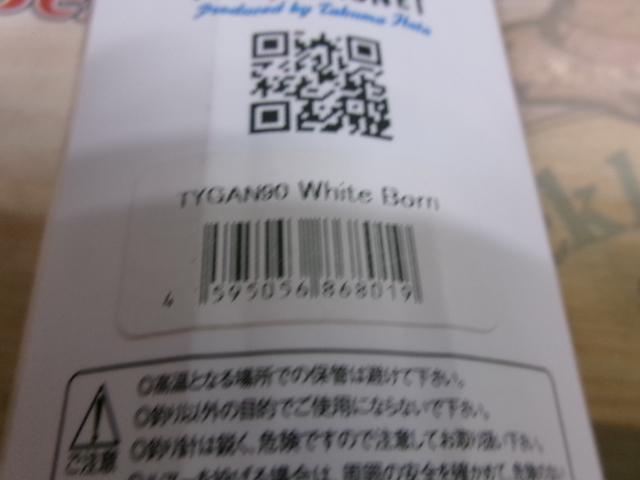 Produced by Takuma Hata
TYGAN90 White Born
4 595056 868019
◎高温となる場所での保管は避けて下さい。
◎釣り以外の目的でご使用にならないで下さい。
◎釣り針は鋭く、危険ですので注意してお取り扱い下さい。
ご注意